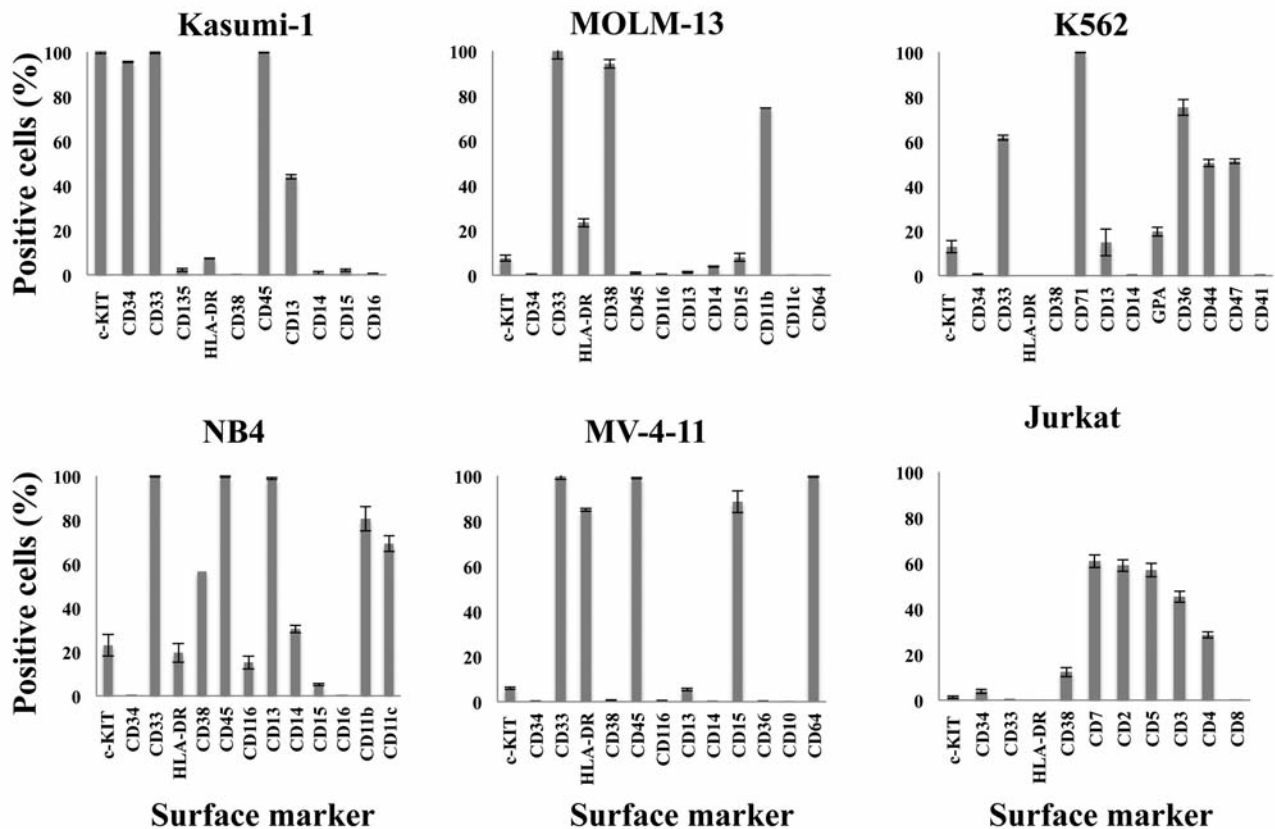 Kasumi-1
MOLM-13
K562
Positive cells (%)
100
80
60
40
20
0
c-KIT
CD34
CD33
CD135
HLA-DR
CD38
CD45
CD13
CD14
CD15
CD16
100
80
60
40
20
0
c-KIT
CD34
CD33
HLA-DR
CD38
CD45
CD116
CD13
CD14
CD15
CD11b
CD11c
CD64
100
80
60
40
20
0
c-KIT
CD34
CD33
HLA-DR
CD38
CD71
CD13
CD14
GPA
CD36
CD44
CD47
CD41
NB4
MV-4-11
Jurkat
Positive cells (%)
100
80
60
40
20
0
c-KIT
CD34
CD33
HLA-DR
CD38
CD45
CD116
CD13
CD14
CD15
CD16
CD11b
CD11c
100
80
60
40
20
0
c-KIT
CD34
CD33
HLA-DR
CD38
CD45
CD116
CD13
CD14
CD15
CD36
CD10
CD64
100
80
60
40
20
0
c-KIT
CD34
CD33
HLA-DR
CD38
CD7
CD2
CD5
CD3
CD4
CD8
Surface marker
Surface marker
Surface marker